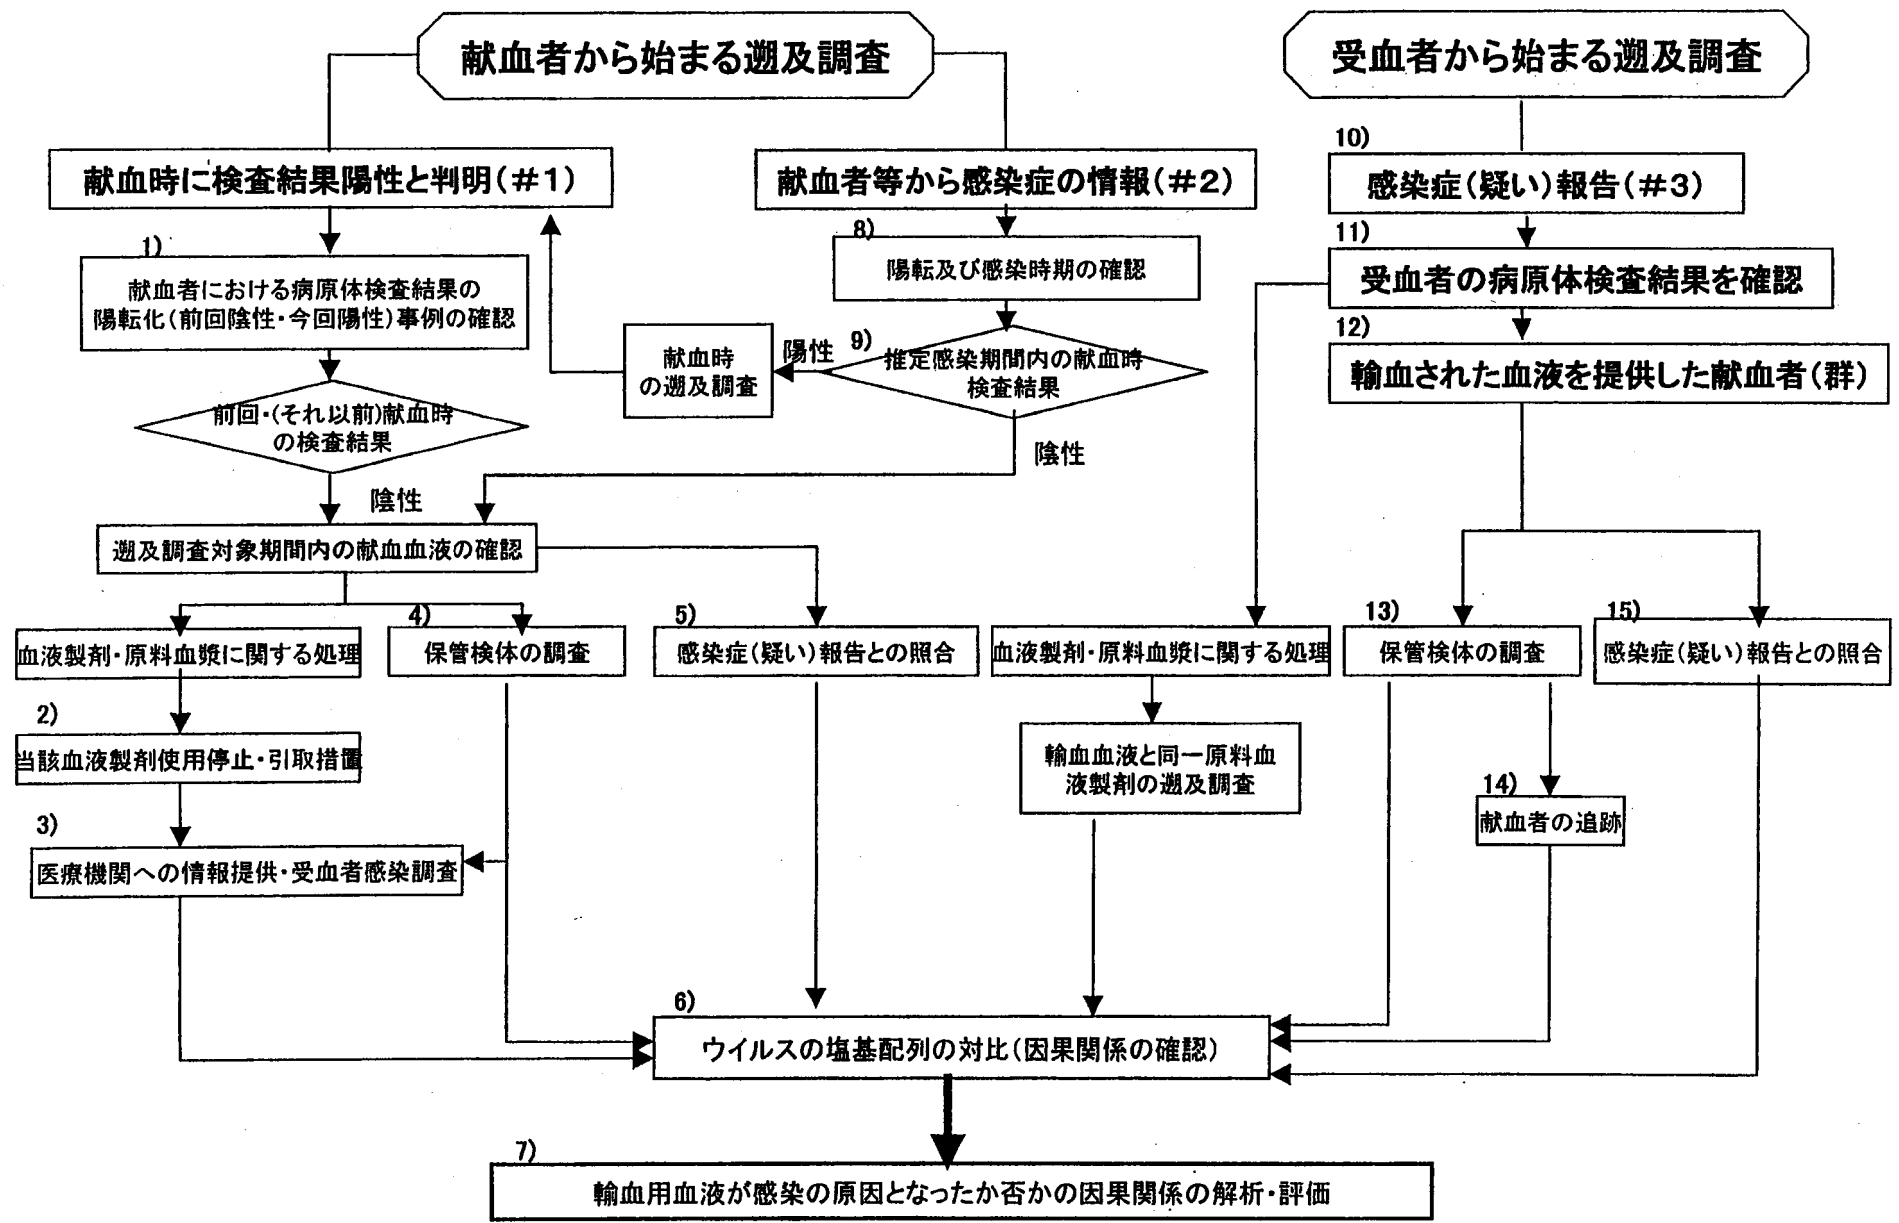 献血者から始まる遡及調査
受血者から始まる遡及調査
献血時に検査結果陽性と判明(#1)
献血者等から感染症の情報(#2)
10)
感染症(疑い)報告(#3)
1)
献血者における病原体検査結果の
陽転化(前回陰性・今回陽性)事例の確認
8)
陽転及び感染時期の確認
11)
受血者の病原体検査結果を確認
前回・(それ以前)献血時
の検査結果
献血時
の遡及調査
陽性
9)
推定感染期間内の献血時
検査結果
12)
輸血された血液を提供した献血者(群)
陰性
陰性
遡及調査対象期間内の献血血液の確認
血液製剤・原料血漿に関する処理
4)
保管検体の調査
5)
感染症(疑い)報告との照合
血液製剤・原料血漿に関する処理
13)
保管検体の調査
15)
感染症(疑い)報告との照合
2)
当該血液製剤使用停止・引取措置
輸血血液と同一原料血
液製剤の遡及調査
14)
献血者の追跡
3)
医療機関への情報提供・受血者感染調査
6)
ウイルスの塩基配列の対比(因果関係の確認)
7)
輸血用血液が感染の原因となったか否かの因果関係の解析・評価